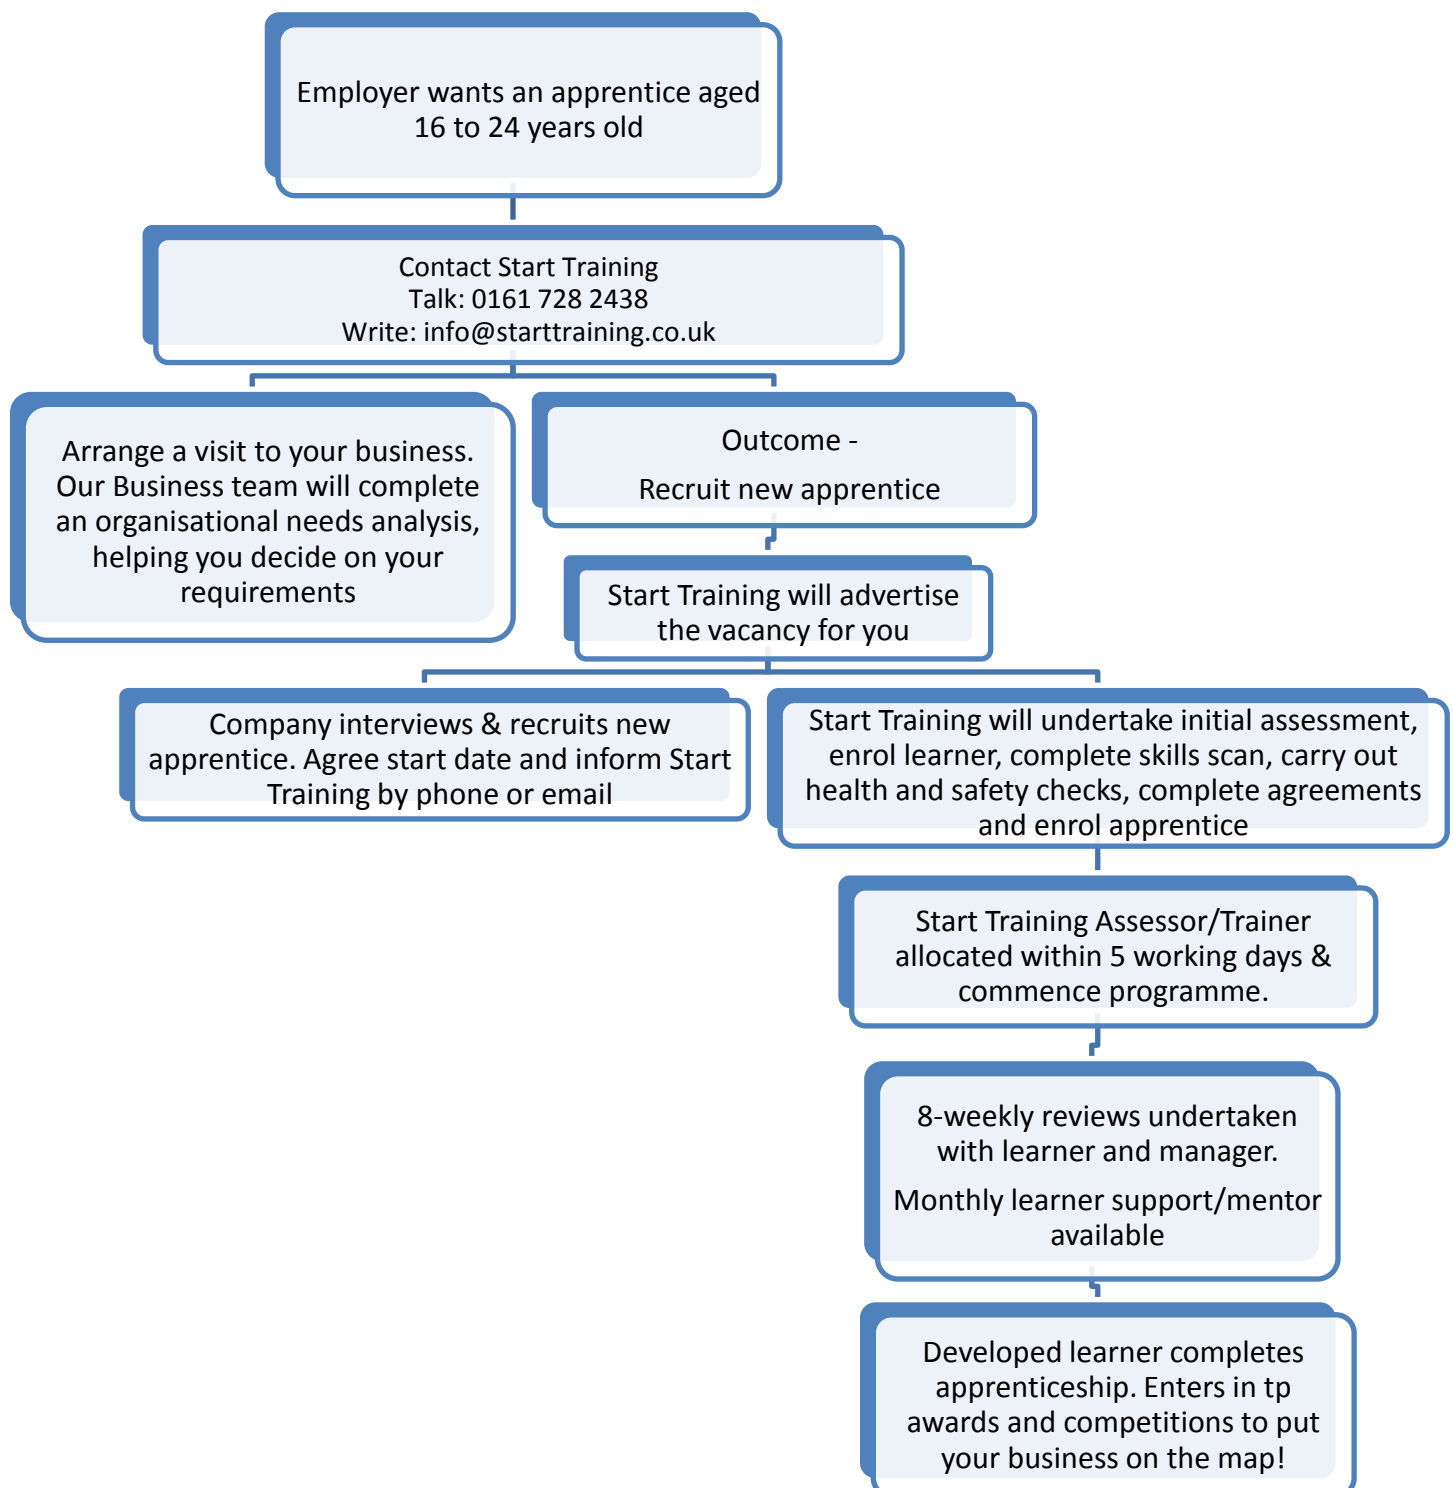 Employer wants an apprentice aged
16 to 24 years old
Contact Start Training
Talk: 0161 728 2438
Write: info@starttraining.co.uk
Arrange a visit to your business.
Our Business team will complete
an organisational needs analysis,
helping you decide on your
requirements
Outcome -
Recruit new apprentice
Start Training will advertise
the vacancy for you
Company interviews & recruits new
apprentice. Agree start date and inform Start
Training by phone or email
Start Training will undertake initial assessment,
enrol learner, complete skills scan, carry out
health and safety checks, complete agreements
and enrol apprentice
Start Training Assessor/Trainer
allocated within 5 working days &
commence programme.
8-weekly reviews undertaken
with learner and manager.
Monthly learner support/mentor
available
Developed learner completes
apprenticeship. Enters in tp
awards and competitions to put
your business on the map!